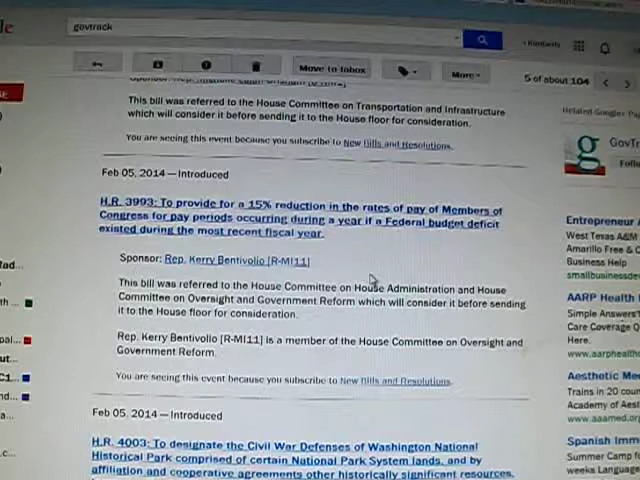 govtrack
Move to Inbox
More
5 of about 104
This bill was referred to the House Committee on Transportation and Infrastructure
which will consider it before sending it to the House floor for consideration.
You are seeing this event because you subscribe to New Bills and Resolutions.
Feb 05, 2014 — Introduced
H.R. 3993: To provide for a 15% reduction in the rates of pay of Members of
Congress for pay periods occurring during a year if a Federal budget deficit
existed during the most recent fiscal year.
Sponsor: Rep. Kerry Bentivolio [R-MI11]
This bill was referred to the House Committee on House Administration and House
Committee on Oversight and Government Reform which will consider it before sending
it to the House floor for consideration.
Rep. Kerry Bentivolio [R-MI11] is a member of the House Committee on Oversight and
Government Reform.
You are seeing this event because you subscribe to New Bills and Resolutions.
Feb 05, 2014 — Introduced
H.R. 4003: To designate the Civil War Defenses of Washington National
Historical Park comprised of certain National Park System lands, and by
affiliation and cooperative agreements other historically significant resources,
g
GovTr
Follo
Entrepreneur
West Texas A&M
Amarillo Free & C
Business Help
smallbusinessde
AARP Health
Simple Answers
Care Coverage Q
Here.
www.aarphealth
Aesthetic Me
Trains in 20 coun
Academy of Aest
www.aaamed.or
Spanish Imm
Summer Camp f
weeks Language